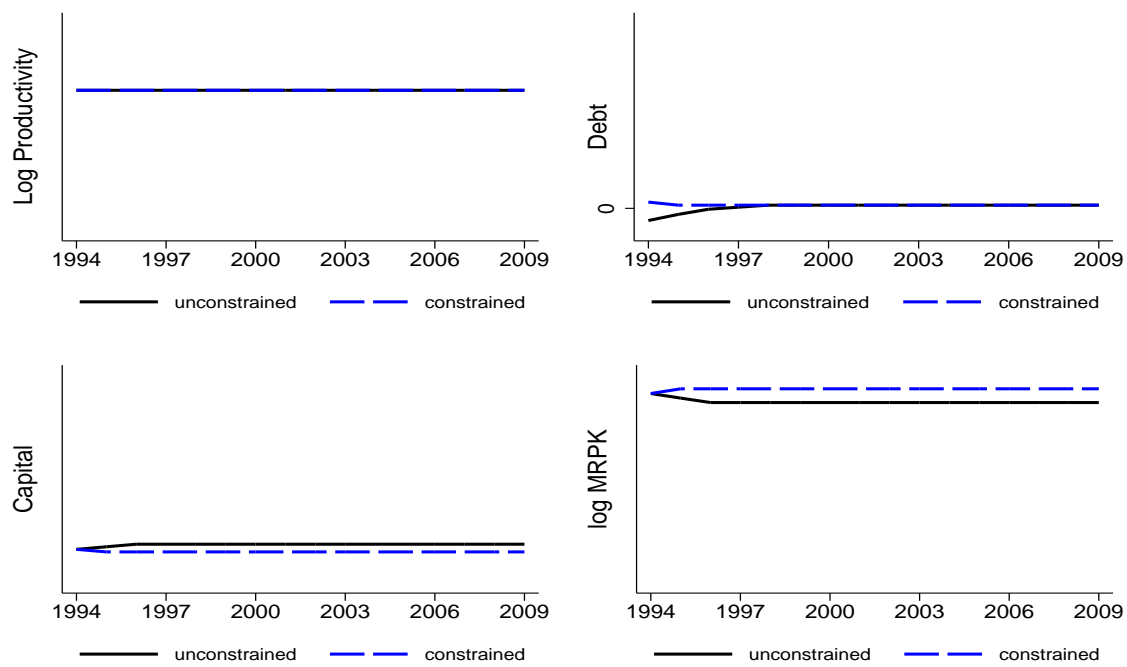 Log Productivity
1994 1997 2000 2003 2006 2009
unconstrained constrained
Debt
0
1994 1997 2000 2003 2006 2009
unconstrained constrained
Capital
1994 1997 2000 2003 2006 2009
unconstrained constrained
log MRPK
1994 1997 2000 2003 2006 2009
unconstrained constrained